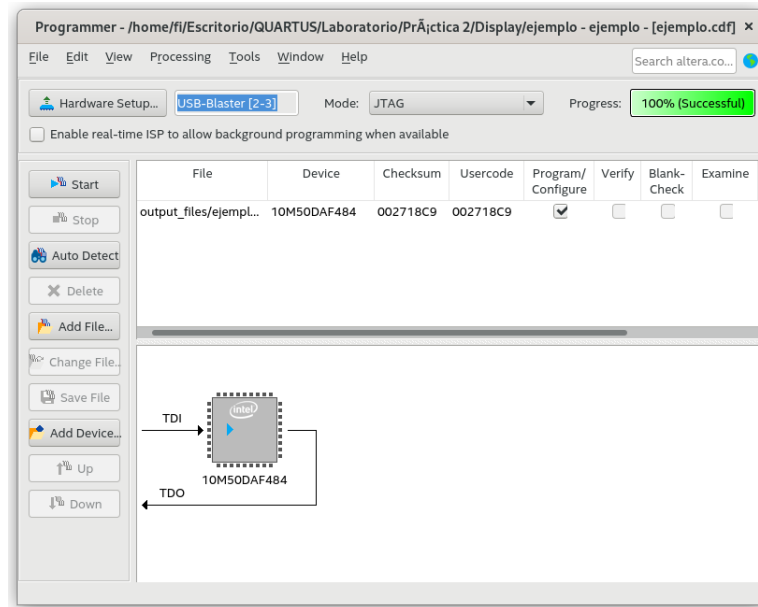 Programmer - /home/fi/Escritorio/QUARTUS/Laboratorio/PrÃ¡ctica 2/Display/ejemplo - ejemplo - [ejemplo.cdf] ×
File Edit View Processing Tools Window Help
Search altera.co...
Hardware Setup... USB-Blaster [2-3] Mode: JTAG Progress: 100% (Successful)
Enable real-time ISP to allow background programming when available
Start
Stop
Auto Detect
Delete
Add File...
Change File..
Save File
Add Device..
Up
Down
File Device Checksum Usercode Program/ Verify Blank- Examine
Configure Check
output_files/ejempl... 10M50DAF484 002718C9 002718C9
intel
TDI
10M50DAF484
TDO